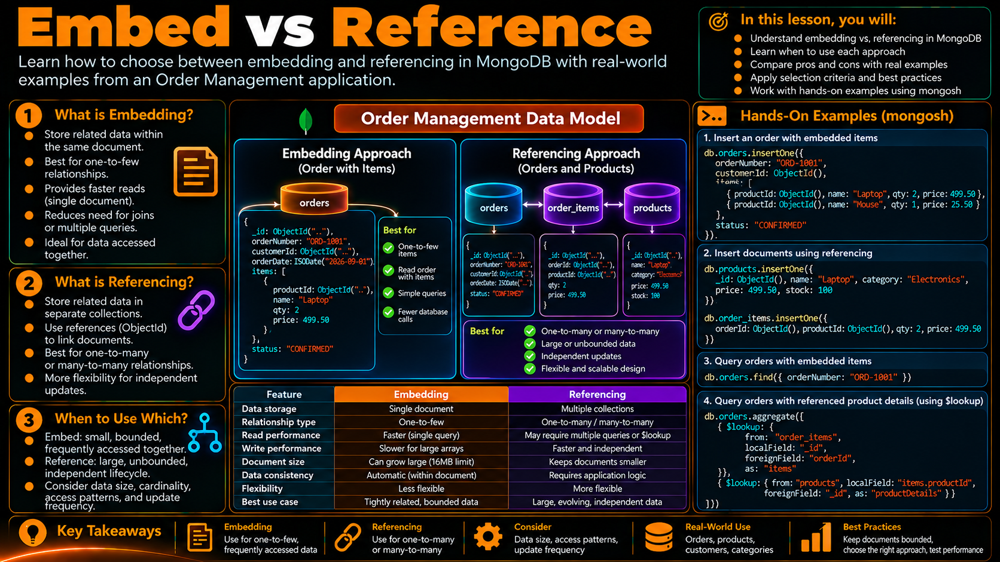 Embed vs Reference
Learn how to choose between embedding and referencing in MongoDB with real-world
examples from an Order Management application.
In this lesson, you will:
Understand embedding vs, referencing in MongoDB
Learn when to use each approach
Compare pros and cons with real examples
Apply selection criteria and best practices
Work with hands-on examples using mongosh
1 What is Embedding?
Store related data within
the same document.
Best for one-to-few
relationships.
Provides faster reads
(single document).
Reduces need for joins
or multiple queries.
Ideal for data accessed
together.
2 What is Referencing?
Store related data in
separate collections.
Use references (ObjectId)
to link documents.
Best for one-to-many
or many-to-many relationships.
More flexibility for independent
updates.
3 When to Use Which?
Embed: small, bounded,
frequently accessed together.
Reference: large, unbounded,
independent lifecycle.
Consider data size, cardinality,
access patterns, and update
frequency.
Order Management Data Model
Embedding Approach
(Order with Items)
orders
{
_id: ObjectId(".."),
orderNumber: "ORD-1001",
customerId: ObjectId("..."),
orderDate: ISODate("2026-09-01").
items: [
{
productId: ObjectId(".."),
name: "Laptop"
qty: 2
price: 499.50
}
},
status: "CONFIRMED"
}
Best for
One-to-few
items
Read order
with items
Simple queries
Fewer database
calls
Referencing Approach
(Orders and Products)
orders
order_items
products
{
_id: ObjectId("..."),
orderNumber: "ORD-1001",
customerId: ObjectId("..."),
orderDate: ISODate("...").
status: "CONFIRMED"
}
{
_id: ObjectId("..."),
orderId: ObjectId("..."),
productId: ObjectId("...")
qty: 2
price: 499.50
}
{
_id: ObjectId(".."),
name: "Laptop".
category: "Electronics"
price: 499.50
stock: 100
}
Best for
One-to-many or many-to-many
Large or unbounded data
Independent updates
Flexible and scalable design
Feature Embedding Referencing
Data storage Single document Multiple collections
Relationship type One-to-few One-to-many / many-to-many
Read performance Faster (single query) May require multiple queries or $lookup
Write performance Slower for large arrays Faster and independent
Document size Can grow large (16MB limit) Keeps documents smaller
Data consistency Automatic (within document) Requires application logic
Flexibility Less flexible More flexible
Best use case Tightly related, bounded data Large, evolving, independent data
>_.. Hands-On Examples (mongosh)
1. Insert an order with embedded items
db.orders.insertOne({
orderNumber: "ORD-1001",
customerId: ObjectId(),
items: [
{ productId: ObjectId(), name: "Laptop", qty: 2, price: 499.50 },
{ productId: ObjectId(), name: "Mouse", qty: 1, price: 25.50 }
],
status: "CONFIRMED"
}).
2. Insert documents using referencing
db.products.insertOne({
_id: ObjectId(), name: "Laptop", category: "Electronics",
price: 499.50, stock: 100
})
db.order_items.insertOne({
orderId: ObjectId(), productId: ObjectId(), qty: 2, price: 499.50
})
3. Query orders with embedded items
db.orders.find({ orderNumber: "ORD-1001" })
4. Query orders with referenced product details (using $lookup)
db.orders.aggregate([
{ $lookup: {
from: "order_items",
localField: "_id",
foreignField: "orderId",
as: "items"
}},
{ $lookup: { from: "products", localField: "items.productId",
foreignField: "_id", as: "productDetails" } }
]})
Key Takeaways
Embedding
Use for one-to-few,
frequently accessed data
Referencing
Use for one-to-many
or many-to-many
Consider
Data size, access patterns,
update frequency
Real-World Use
Orders, products,
customers, categories
Best Practices
Keep documents bounded,
choose the right approach, test performance